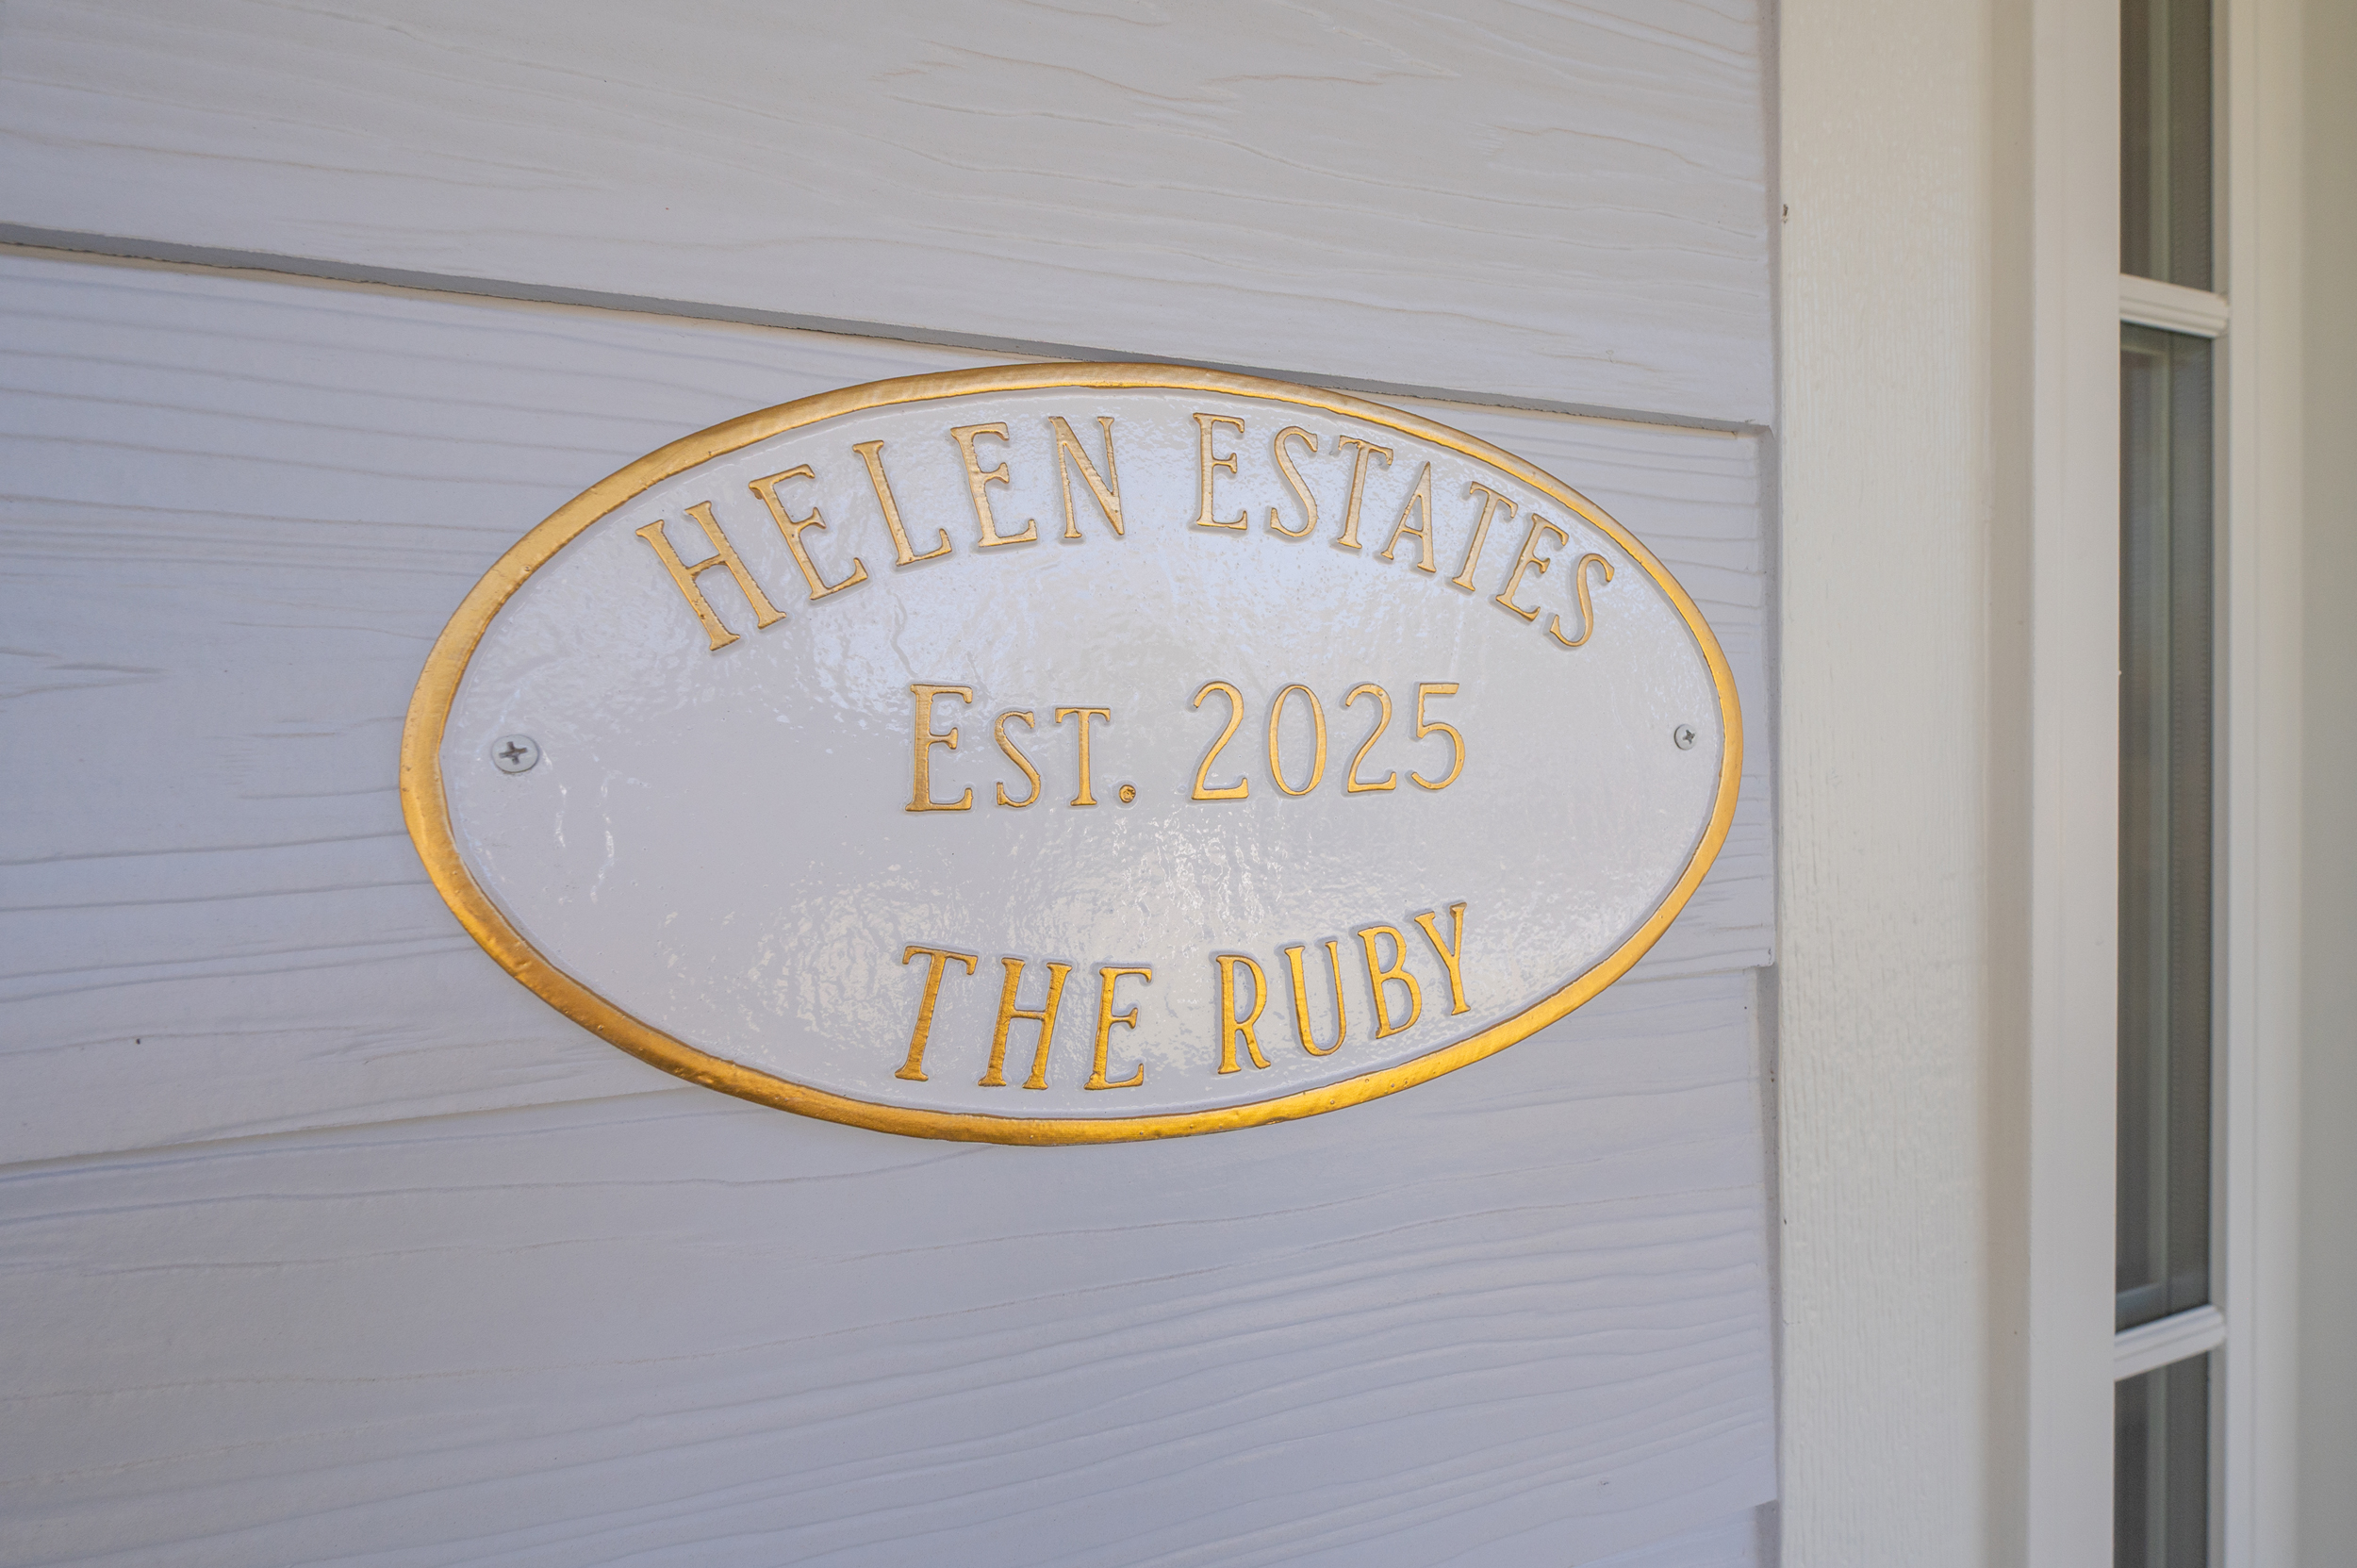 HELEN ESTATES
EST. 2025
THE RUBY